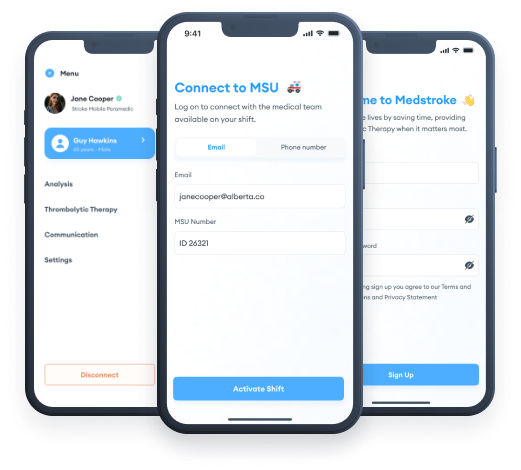 Menu
Jane Cooper
Stroke Mobile Paramedic
Guy Hawkins
Analysis
Thrombolytic Therapy
Communication
Settings
Disconnect
9:41
Connect to MSU
Log on to connect with the medical team
available on your shift.
Email
Phone number
Email
janecooper@alberta.co
MSU Number
ID 26321
Activate Shift
me to Medstroke
e lives by saving time, providing
ic Therapy when it matters most.
word
ng sign up you agree to our Terms and
ns and Privacy Statement
Sign Up